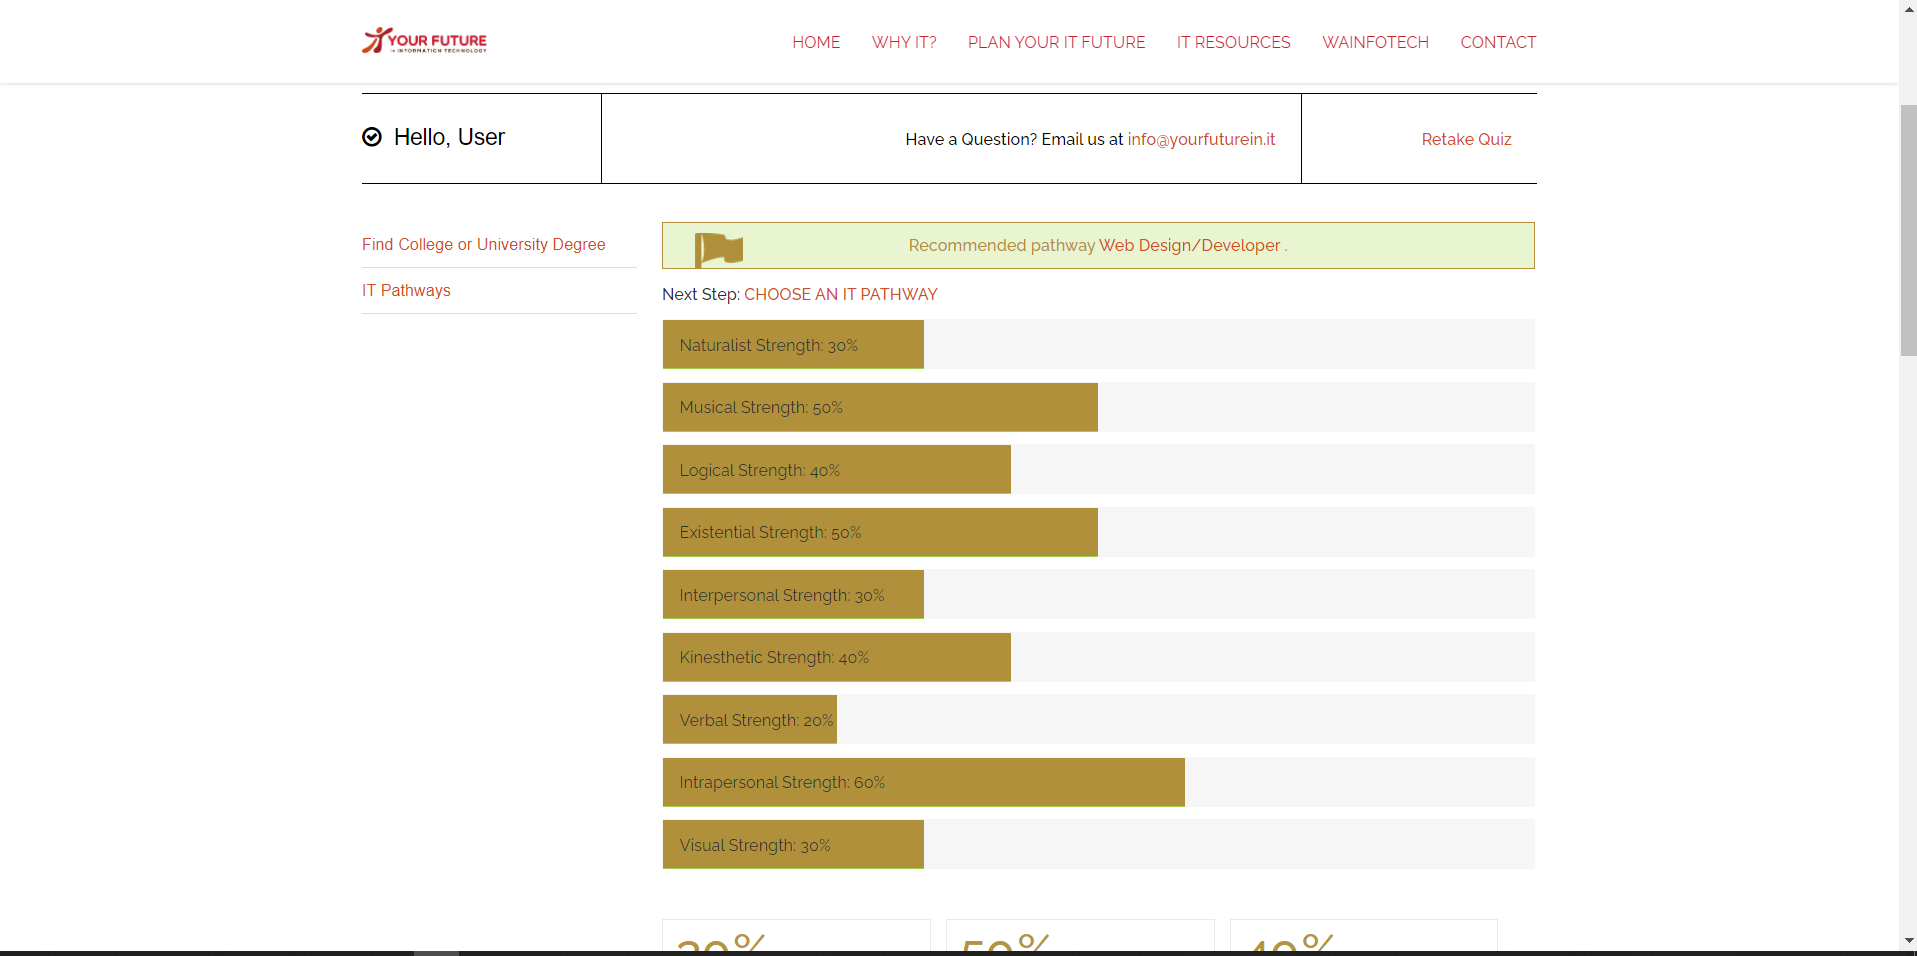 YOUR FUTURE
IN INFORMATION TECHNOLOGY
HOME WHY IT? PLAN YOUR IT FUTURE IT RESOURCES WAINFOTECH CONTACT
Hello, User
Have a Question? Email us at info@yourfuturein.it
Retake Quiz
Find College or University Degree
IT Pathways
Recommended pathway Web Design/Developer .
Next Step: CHOOSE AN IT PATHWAY
Naturalist Strength: 30%
Musical Strength: 50%
Logical Strength: 40%
Existential Strength: 50%
Interpersonal Strength: 30%
Kinesthetic Strength: 40%
Verbal Strength: 20%
Intrapersonal Strength: 60%
Visual Strength: 30%
30% 50% 40%